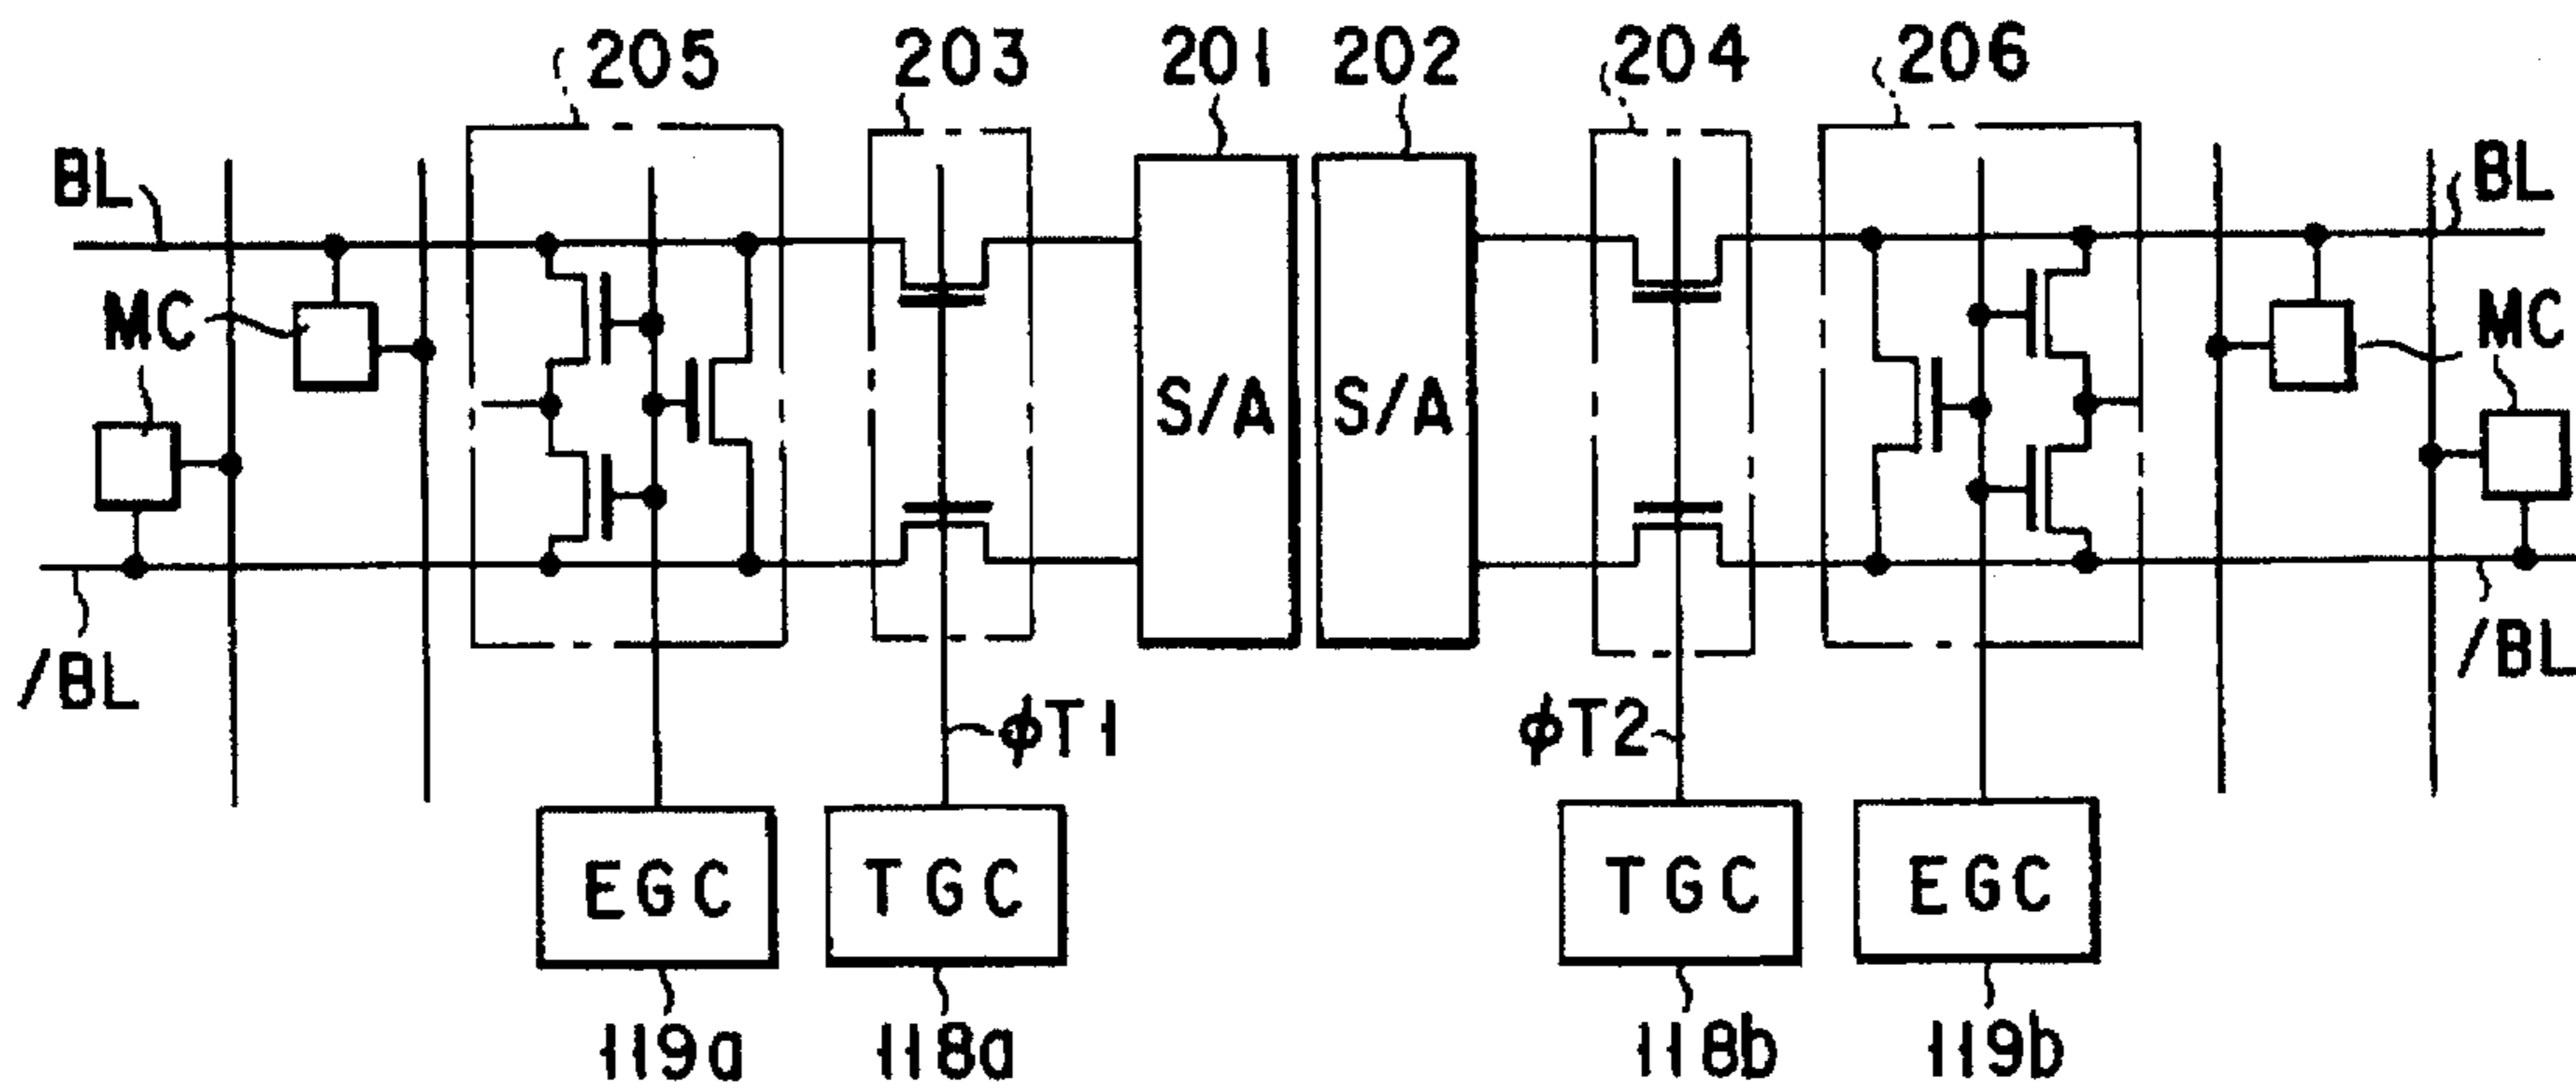 205 203 201 202 204 206
BL BL
MC MC
S/A S/A
/BL /BL
φT1 φT2
EGC TGC TGC EGC
119a 118a 118b 119b